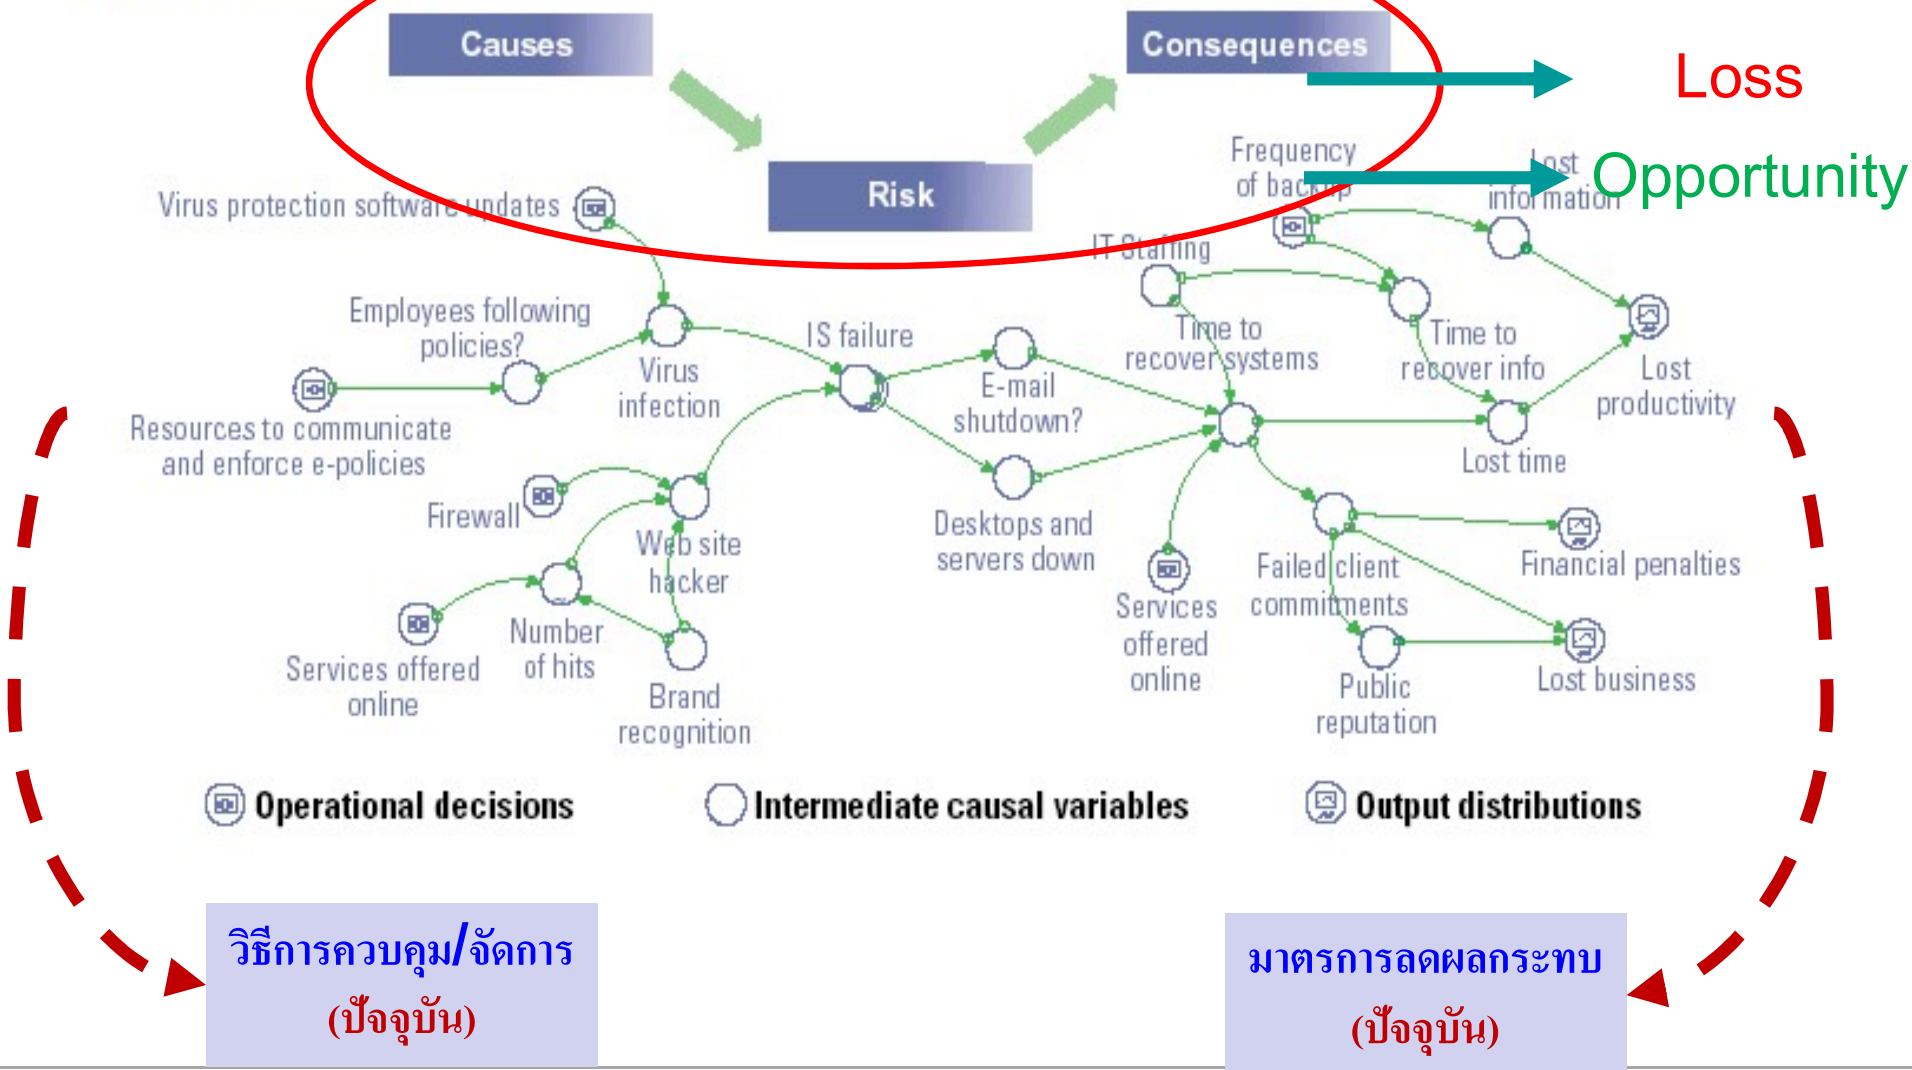 Causes
Consequences
Loss
Risk
Opportunity
Frequency
of backup
Lost
information
Virus protection software updates
IT Staffing
Employees following
policies?
IS failure
Time to
recover systems
Time to
recover info
Virus
infection
E-mail
shutdown?
Lost
productivity
Resources to communicate
and enforce e-policies
Lost time
Firewall
Web site
hacker
Desktops and
servers down
Failed client
commitments
Financial penalties
Services
offered
online
Number
of hits
Services offered
online
Brand
recognition
Public
reputation
Lost business
Operational decisions
Intermediate causal variables
Output distributions
วิธีการควบคุม/จัดการ
(ปัจจุบัน)
มาตรการลดผลกระทบ
(ปัจจุบัน)